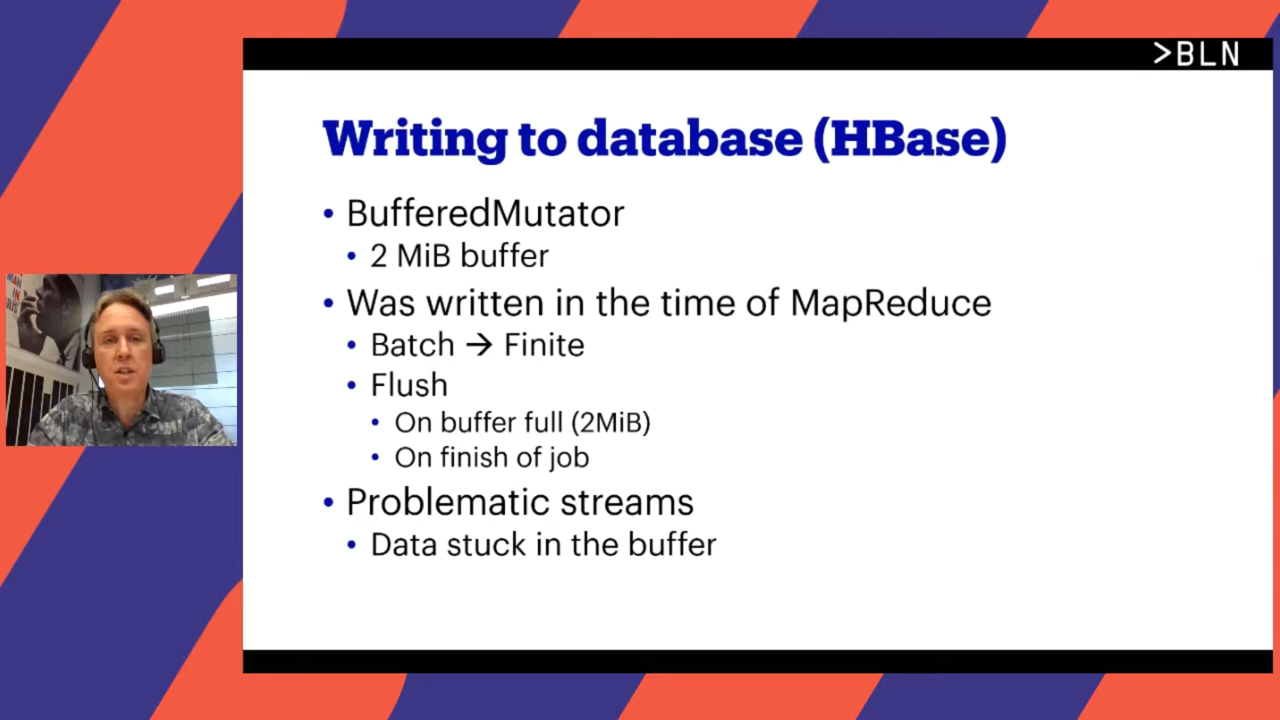 >BLN
Writing to database (HBase)
• BufferedMutator
• 2 MiB buffer
• Was written in the time of MapReduce
• Batch → Finite
• Flush
• On buffer full (2MiB)
• On finish of job
• Problematic streams
• Data stuck in the buffer